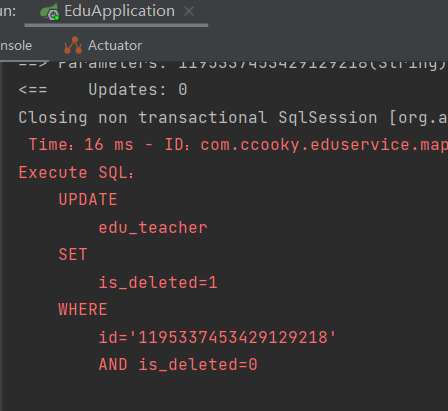 un: EduApplication ×
nsole Actuator
==> Parameters: 1195337453429129218(String)
<== Updates: 0
Closing non transactional SqlSession [org.a
Time：16 ms - ID：com.ccooky.eduservice.map
Execute SQL：
UPDATE
edu_teacher
SET
is_deleted=1
WHERE
id='1195337453429129218'
AND is_deleted=0